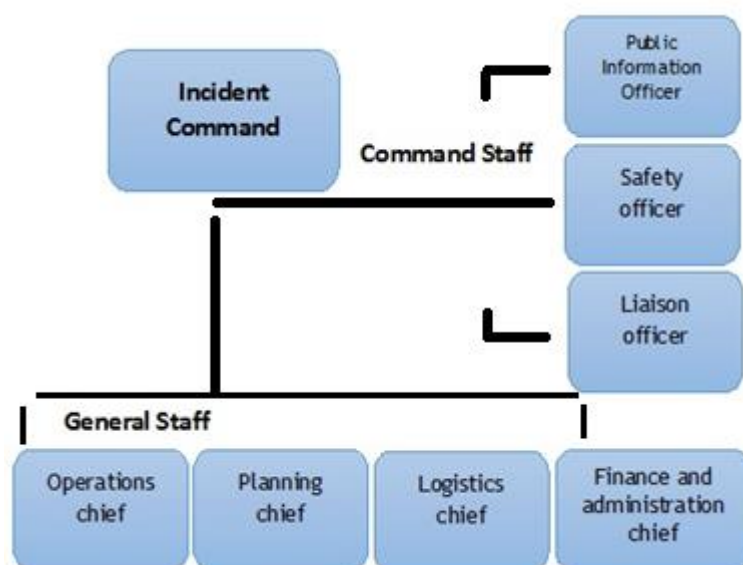 Public
Information
Officer
Incident
Command
Command Staff
Safety
officer
Liaison
officer
General Staff
Operations
chief
Planning
chief
Logistics
chief
Finance and
administration
chief